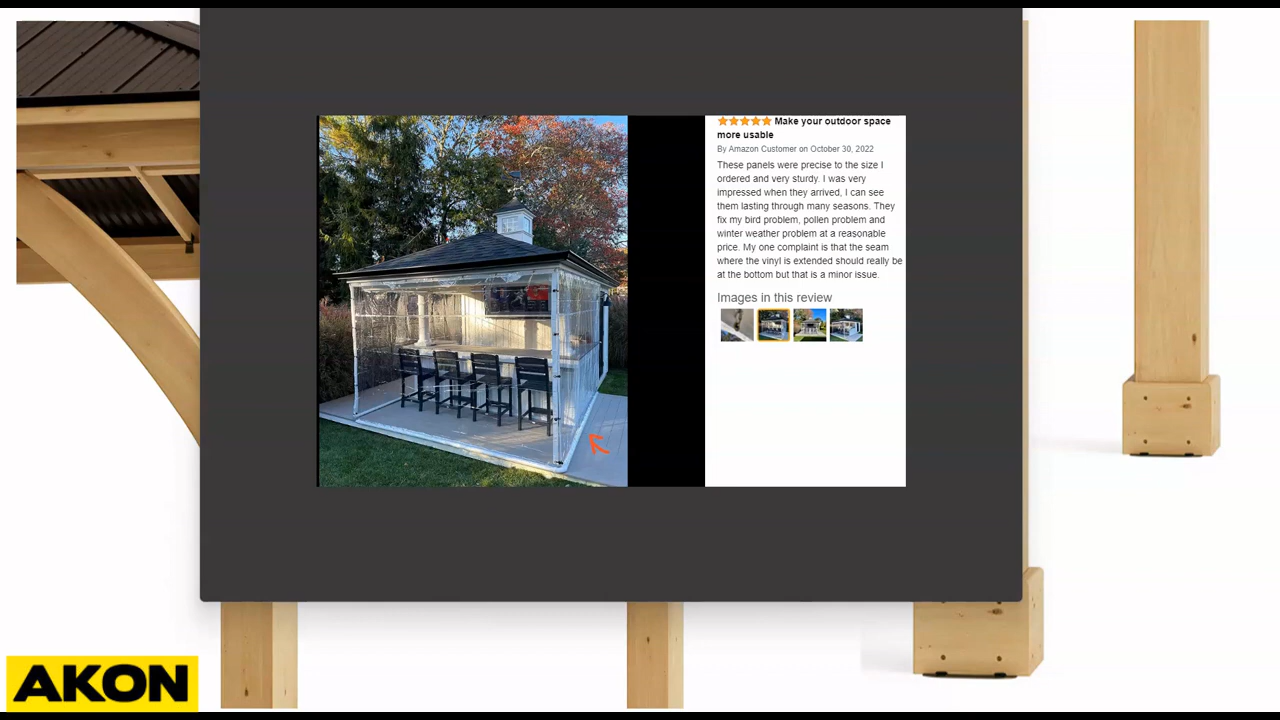 Make your outdoor space
more usable
By Amazon Customer on October 30, 2022
These panels were precise to the size I
ordered and very sturdy. I was very
impressed when they arrived, I can see
them lasting through many seasons. They
fix my bird problem, pollen problem and
winter weather problem at a reasonable
price. My one complaint is that the seam
where the vinyl is extended should really be
at the bottom but that is a minor issue.
Images in this review
AKON